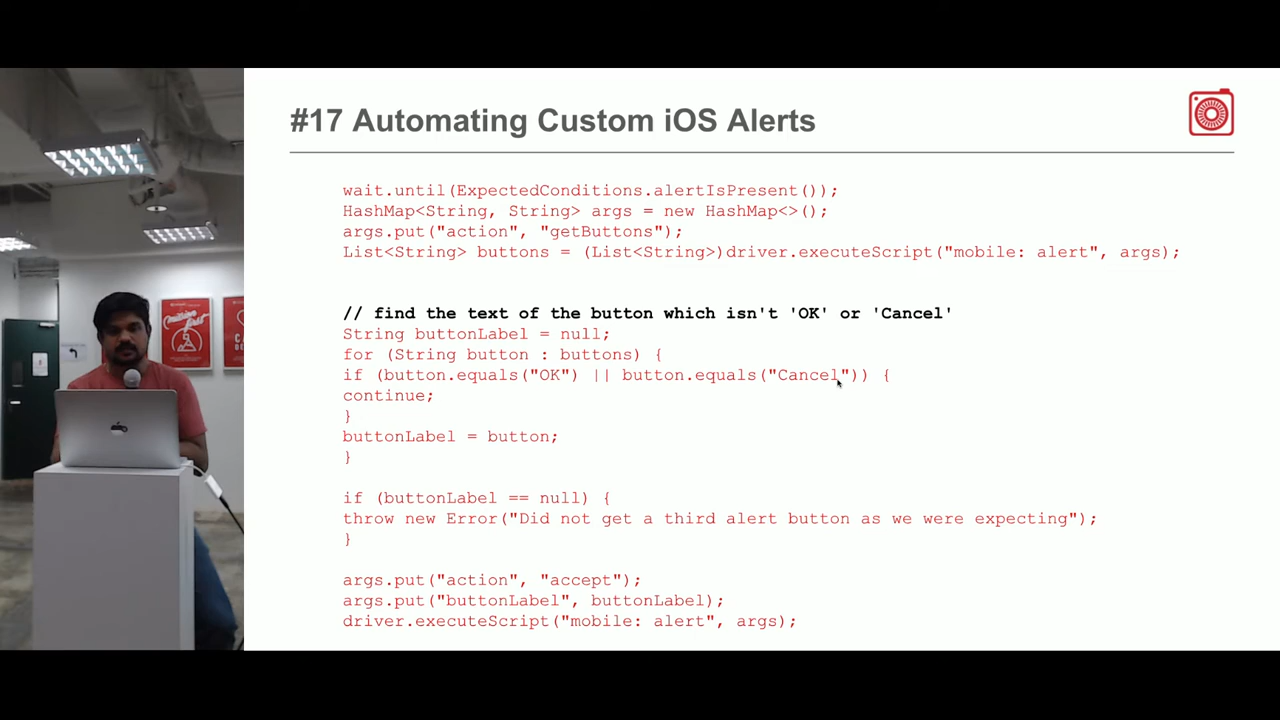 #17 Automating Custom iOS Alerts
wait.until(ExpectedConditions.alertIsPresent());
HashMap<String, String> args = new HashMap<>();
args.put("action", "getButtons");
List<String> buttons = (List<String>)driver.executeScript("mobile: alert", args);
// find the text of the button which isn't 'OK' or 'Cancel'
String buttonLabel = null;
for (String button : buttons) {
if (button.equals("OK") || button.equals("Cancel")) {
continue;
}
buttonLabel = button;
}
if (buttonLabel == null) {
throw new Error("Did not get a third alert button as we were expecting");
}
args.put("action", "accept");
args.put("buttonLabel", buttonLabel);
driver.executeScript("mobile: alert", args);